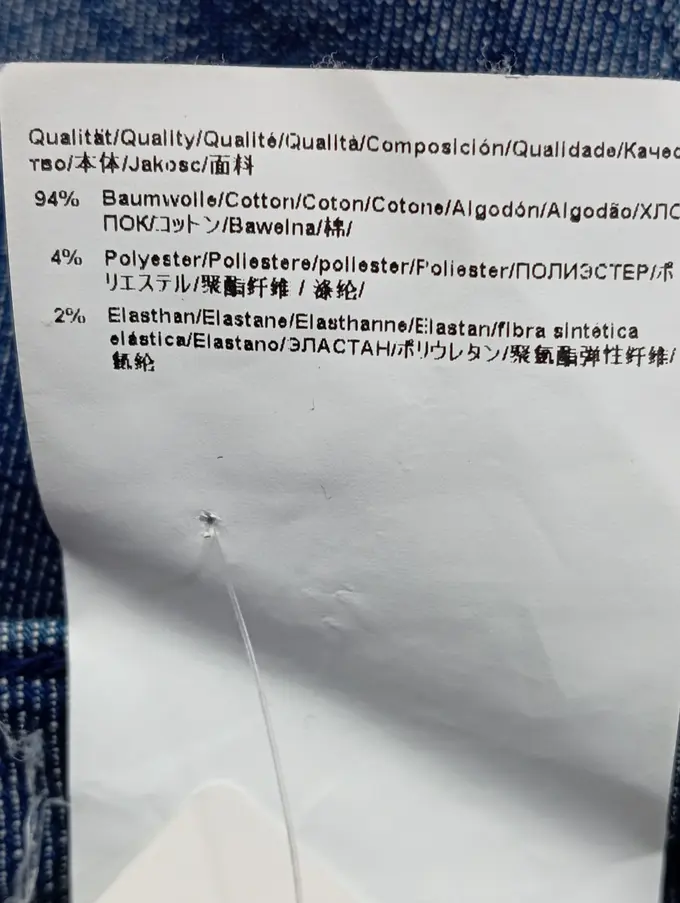 Qualität/Quality/Qualité/Qualità/Composición/Qualidade/Качес
тво/本体/Jakosc/面料
94% Baumwolle/Cotton/Coton/Cotone/Algodón/Algodão/ХЛО
ПОК/コットン/Bawelna/棉/
4% Polyester/Poliestere/poliester/Poliester/ПОЛИЭСТЕР/ポ
リエステル/聚酯纤维 / 涤纶/
2% Elasthan/Elastane/Elasthanne/Elastan/fibra sintética
elástica/Elastano/ЭЛАСТАН/ポリウレタン/聚氨酯弹性纤维/
氨纶